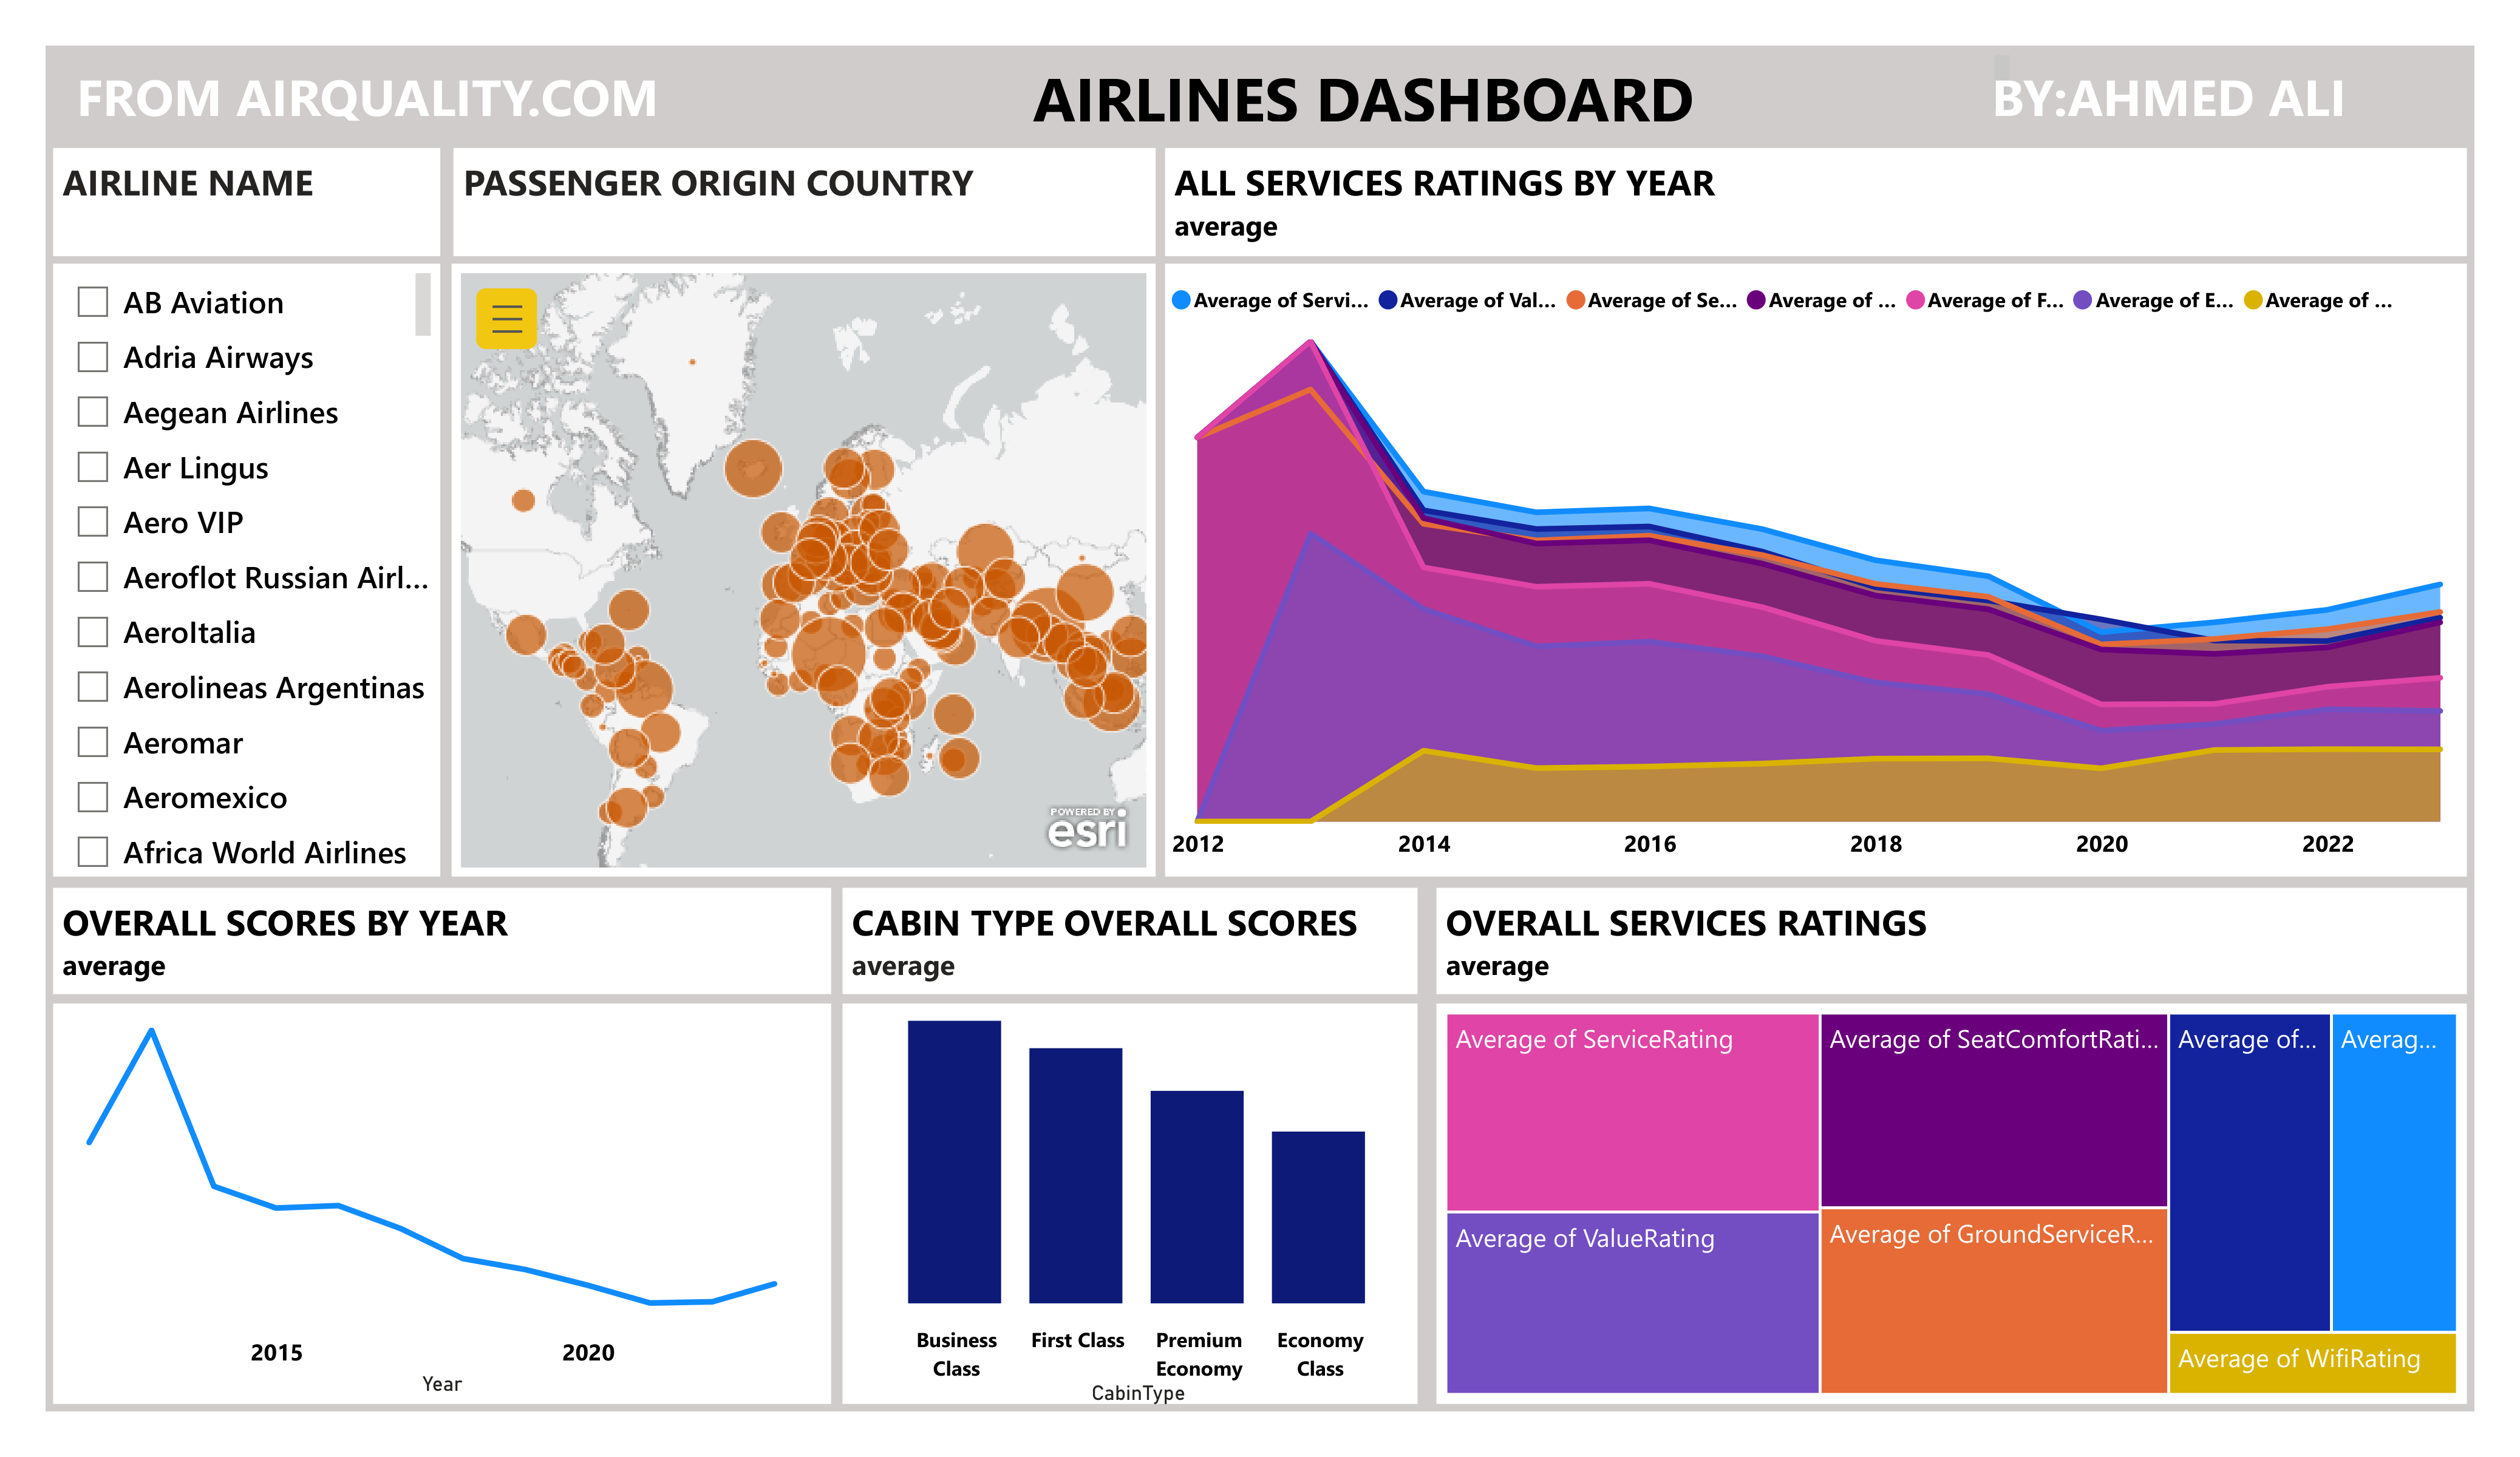 FROM AIRQUALITY.COM
AIRLINES DASHBOARD
BY:AHMED ALI
AIRLINE NAME
PASSENGER ORIGIN COUNTRY
ALL SERVICES RATINGS BY YEAR
average
AB Aviation
Adria Airways
Aegean Airlines
Aer Lingus
Aero VIP
Aeroflot Russian Airl...
AeroItalia
Aerolineas Argentinas
Aeromar
Aeromexico
Africa World Airlines
POWERED BY
esri
Average of Servi... Average of Val... Average of Se... Average of ... Average of F... Average of E... Average of ...
2012 2014 2016 2018 2020 2022
OVERALL SCORES BY YEAR
average
2015 2020
Year
CABIN TYPE OVERALL SCORES
average
Business Class
First Class
Premium Economy
Economy Class
CabinType
OVERALL SERVICES RATINGS
average
Average of ServiceRating
Average of SeatComfortRati...
Average of...
Averag...
Average of ValueRating
Average of GroundServiceR...
Average of WifiRating